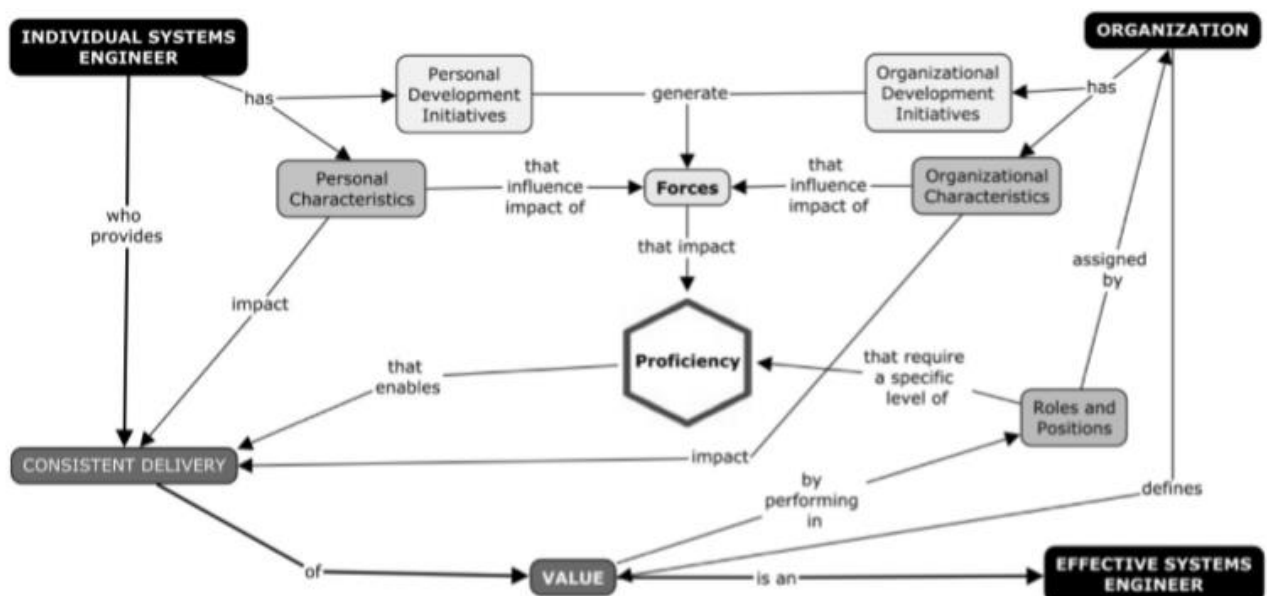 INDIVIDUAL SYSTEMS
ENGINEER
ORGANIZATION
Personal
Development
Initiatives
generate
Organizational
Development
Initiatives
has
has
Personal
Characteristics
that
influence
impact of
Forces
that
influence
impact of
Organizational
Characteristics
who
provides
that impact
assigned
by
impact
Proficiency
that
enables
that require
a specific
level of
Roles and
Positions
CONSISTENT DELIVERY
impact
by
performing
in
defines
of
VALUE
is an
EFFECTIVE SYSTEMS
ENGINEER